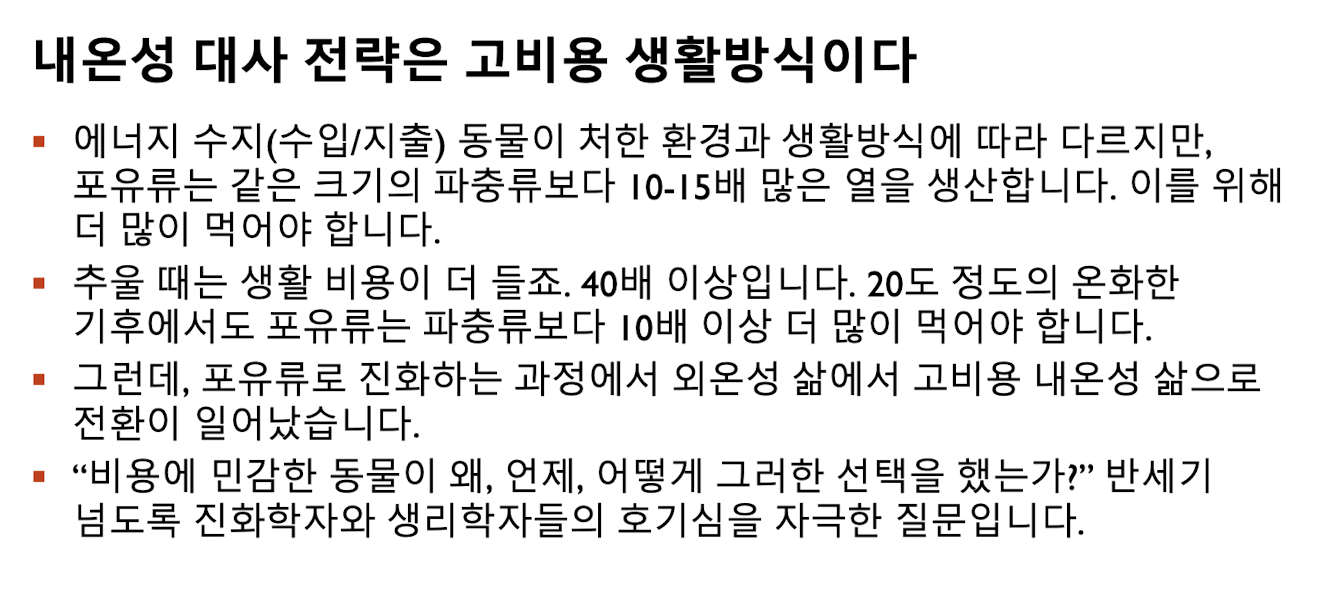 내온성 대사 전략은 고비용 생활방식이다
▪ 에너지 수지(수입/지출) 동물이 처한 환경과 생활방식에 따라 다르지만,
포유류는 같은 크기의 파충류보다 10-15배 많은 열을 생산합니다. 이를 위해
더 많이 먹어야 합니다.
▪ 추울 때는 생활 비용이 더 들죠. 40배 이상입니다. 20도 정도의 온화한
기후에서도 포유류는 파충류보다 10배 이상 더 많이 먹어야 합니다.
▪ 그런데, 포유류로 진화하는 과정에서 외온성 삶에서 고비용 내온성 삶으로
전환이 일어났습니다.
▪ “비용에 민감한 동물이 왜, 언제, 어떻게 그러한 선택을 했는가?” 반세기
넘도록 진화학자와 생리학자들의 호기심을 자극한 질문입니다.